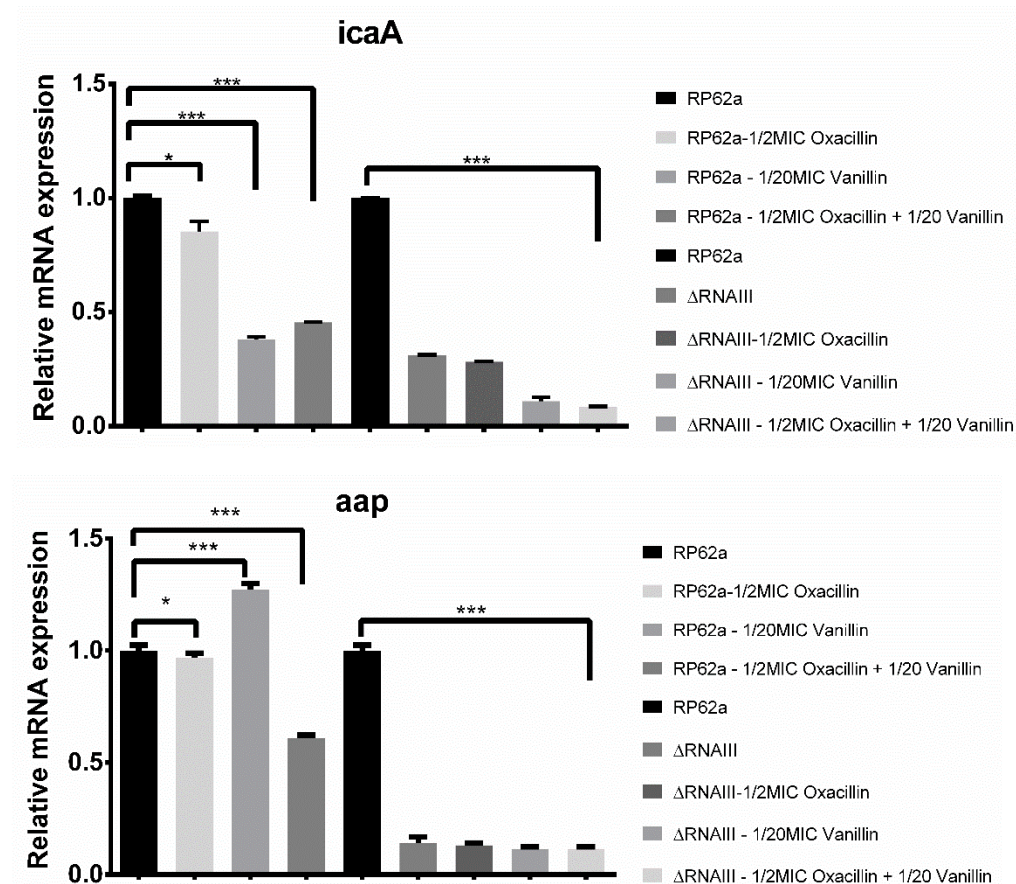 icaA
Relative mRNA expression
1.5
1.0
0.5
0.0
***
***
*
***
RP62a
RP62a-1/2MIC Oxacillin
RP62a - 1/20MIC Vanillin
RP62a - 1/2MIC Oxacillin + 1/20 Vanillin
RP62a
ΔRNAIII
ΔRNAIII-1/2MIC Oxacillin
ΔRNAIII - 1/20MIC Vanillin
ΔRNAIII - 1/2MIC Oxacillin + 1/20 Vanillin
aap
Relative mRNA expression
1.5
1.0
0.5
0.0
***
***
*
***
RP62a
RP62a-1/2MIC Oxacillin
RP62a - 1/20MIC Vanillin
RP62a - 1/2MIC Oxacillin + 1/20 Vanillin
RP62a
ΔRNAIII
ΔRNAIII-1/2MIC Oxacillin
ΔRNAIII - 1/20MIC Vanillin
ΔRNAIII - 1/2MIC Oxacillin + 1/20 Vanillin